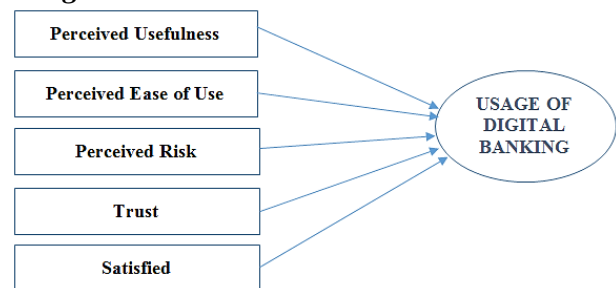 Perceived Usefulness
Perceived Ease of Use
Perceived Risk
Trust
Satisfied
USAGE OF
DIGITAL
BANKING